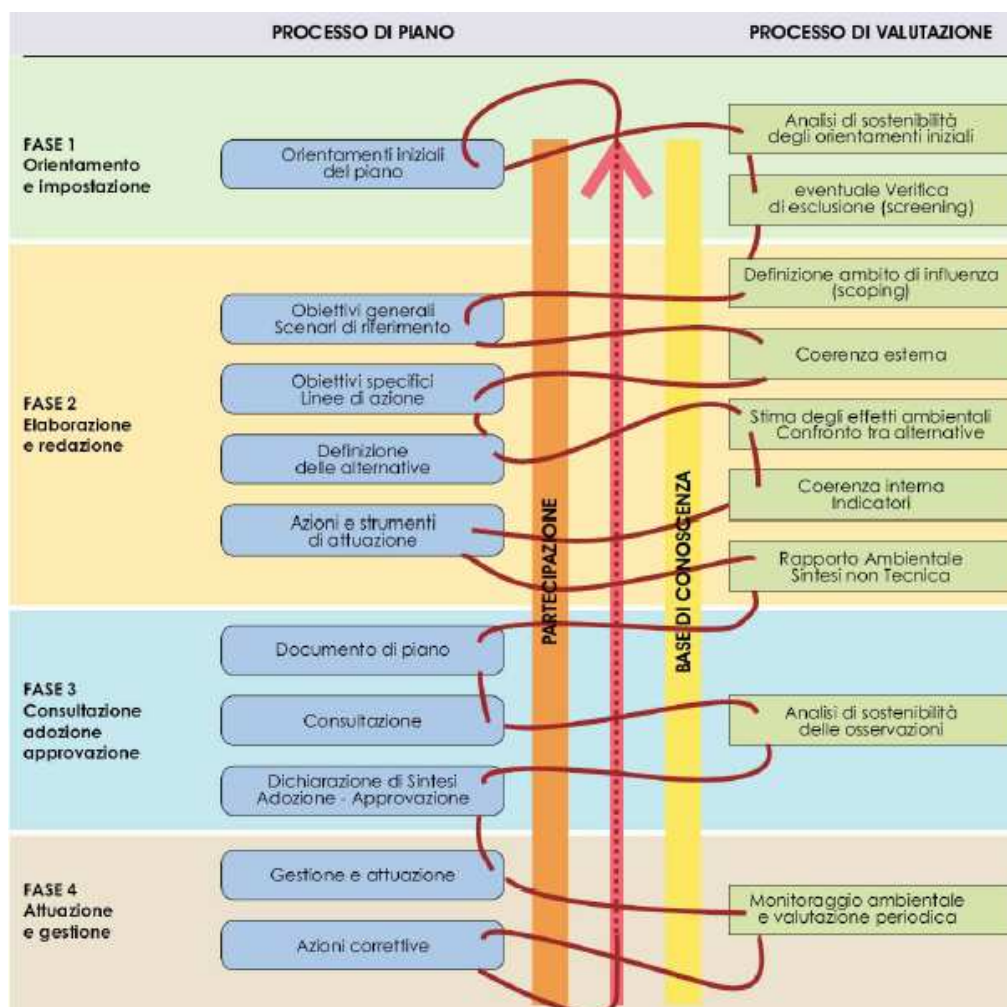 PROCESSO DI PIANO
PROCESSO DI VALUTAZIONE
FASE 1
Orientamento
e impostazione
Orientamenti iniziali
del piano
Analisi di sostenibilità
degli orientamenti iniziali
eventuale Verifica
di esclusione (screening)
FASE 2
Elaborazione
e redazione
Obiettivi generali
Scenari di riferimento
Obiettivi specifici
Linee di azione
Definizione
delle alternative
Azioni e strumenti
di attuazione
Definizione ambito di influenza
(scoping)
Coerenza esterna
Stima degli effetti ambientali
Confronto tra alternative
Coerenza interna
Indicatori
Rapporto Ambientale
Sintesi non Tecnica
PARTECIPAZIONE
BASE DI CONOSCENZA
FASE 3
Consultazione
adozione
approvazione
Documento di piano
Consultazione
Dichiarazione di Sintesi
Adozione - Approvazione
Analisi di sostenibilità
delle osservazioni
FASE 4
Attuazione
e gestione
Gestione e attuazione
Azioni correttive
Monitoraggio ambientale
e valutazione periodica